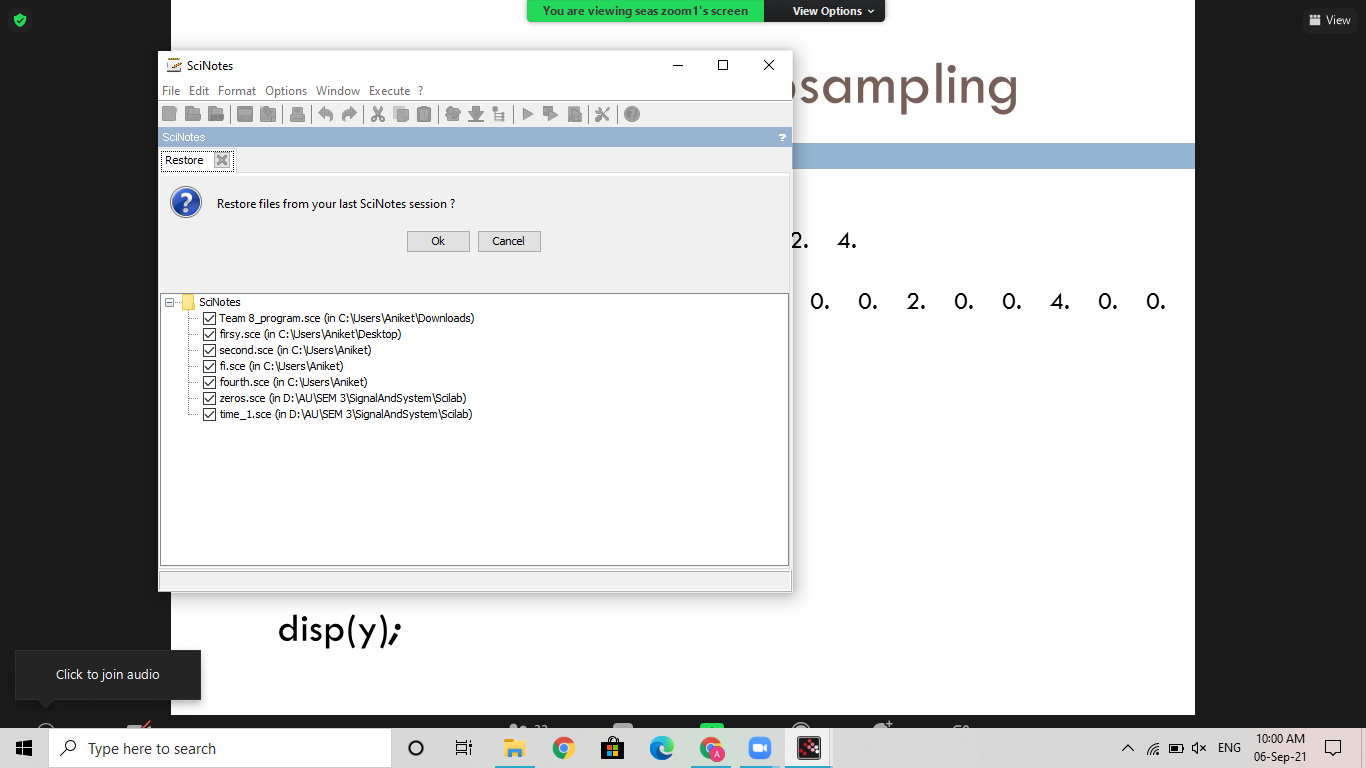 You are viewing seas zoom1's screen
View Options
View
SciNotes
File Edit Format Options Window Execute ?
SciNotes ?
Restore
Restore files from your last SciNotes session ?
Ok Cancel
SciNotes
Team 8_program.sce (in C:\Users\Aniket\Downloads)
firsy.sce (in C:\Users\Aniket\Desktop)
second.sce (in C:\Users\Aniket)
fi.sce (in C:\Users\Aniket)
fourth.sce (in C:\Users\Aniket)
zeros.sce (in D:\AU\SEM 3\SignalAndSystem\Scilab)
time_1.sce (in D:\AU\SEM 3\SignalAndSystem\Scilab)
sampling
2. 4.
0. 0. 2. 0. 0. 4. 0. 0.
disp(y);
Click to join audio
Type here to search
ENG
10:00 AM
06-Sep-21